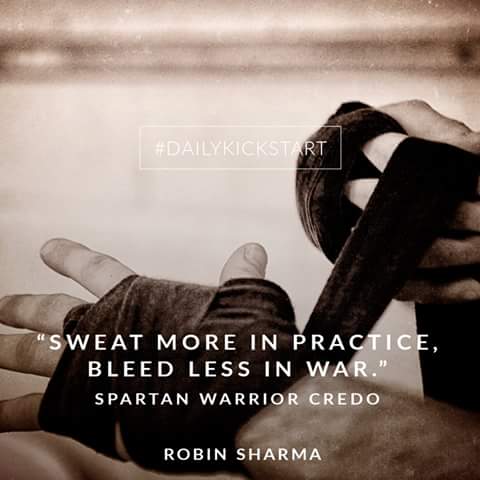 #DAILYKICKSTART
“SWEAT MORE IN PRACTICE,
BLEED LESS IN WAR.”
SPARTAN WARRIOR CREDO
ROBIN SHARMA